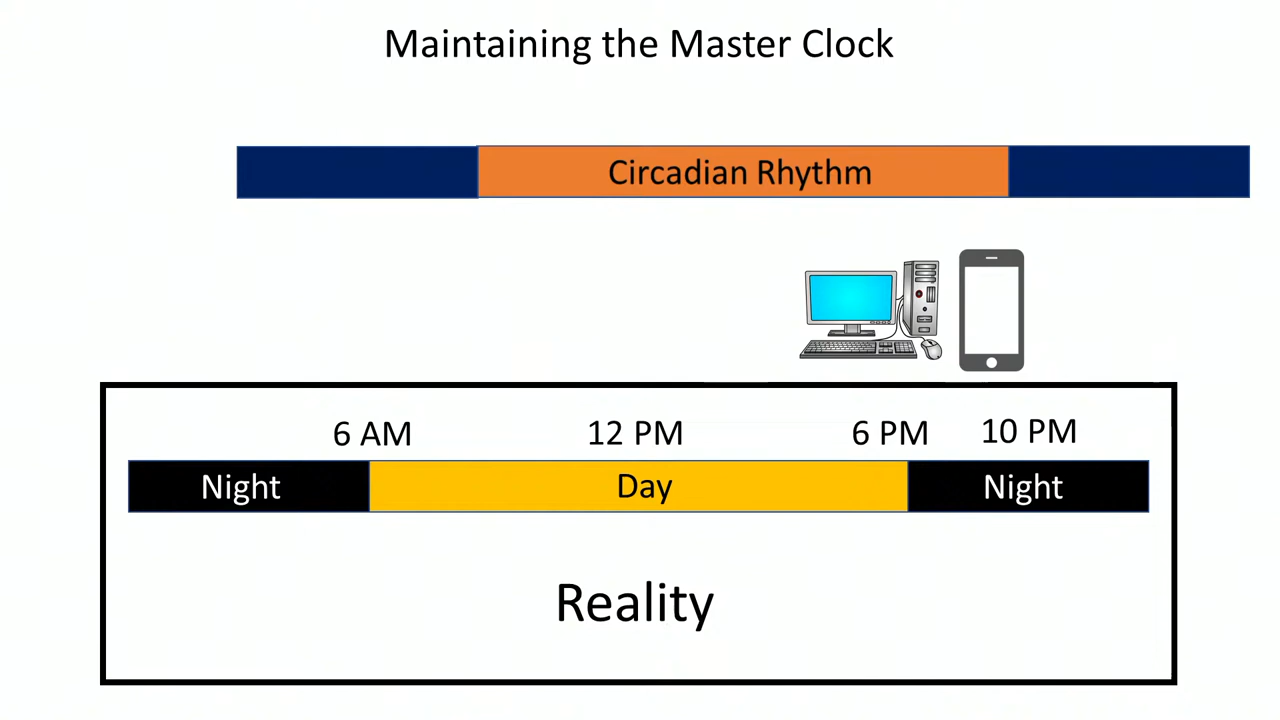 Maintaining the Master Clock
Circadian Rhythm
6 AM 12 PM 6 PM 10 PM
Night Day Night
Reality